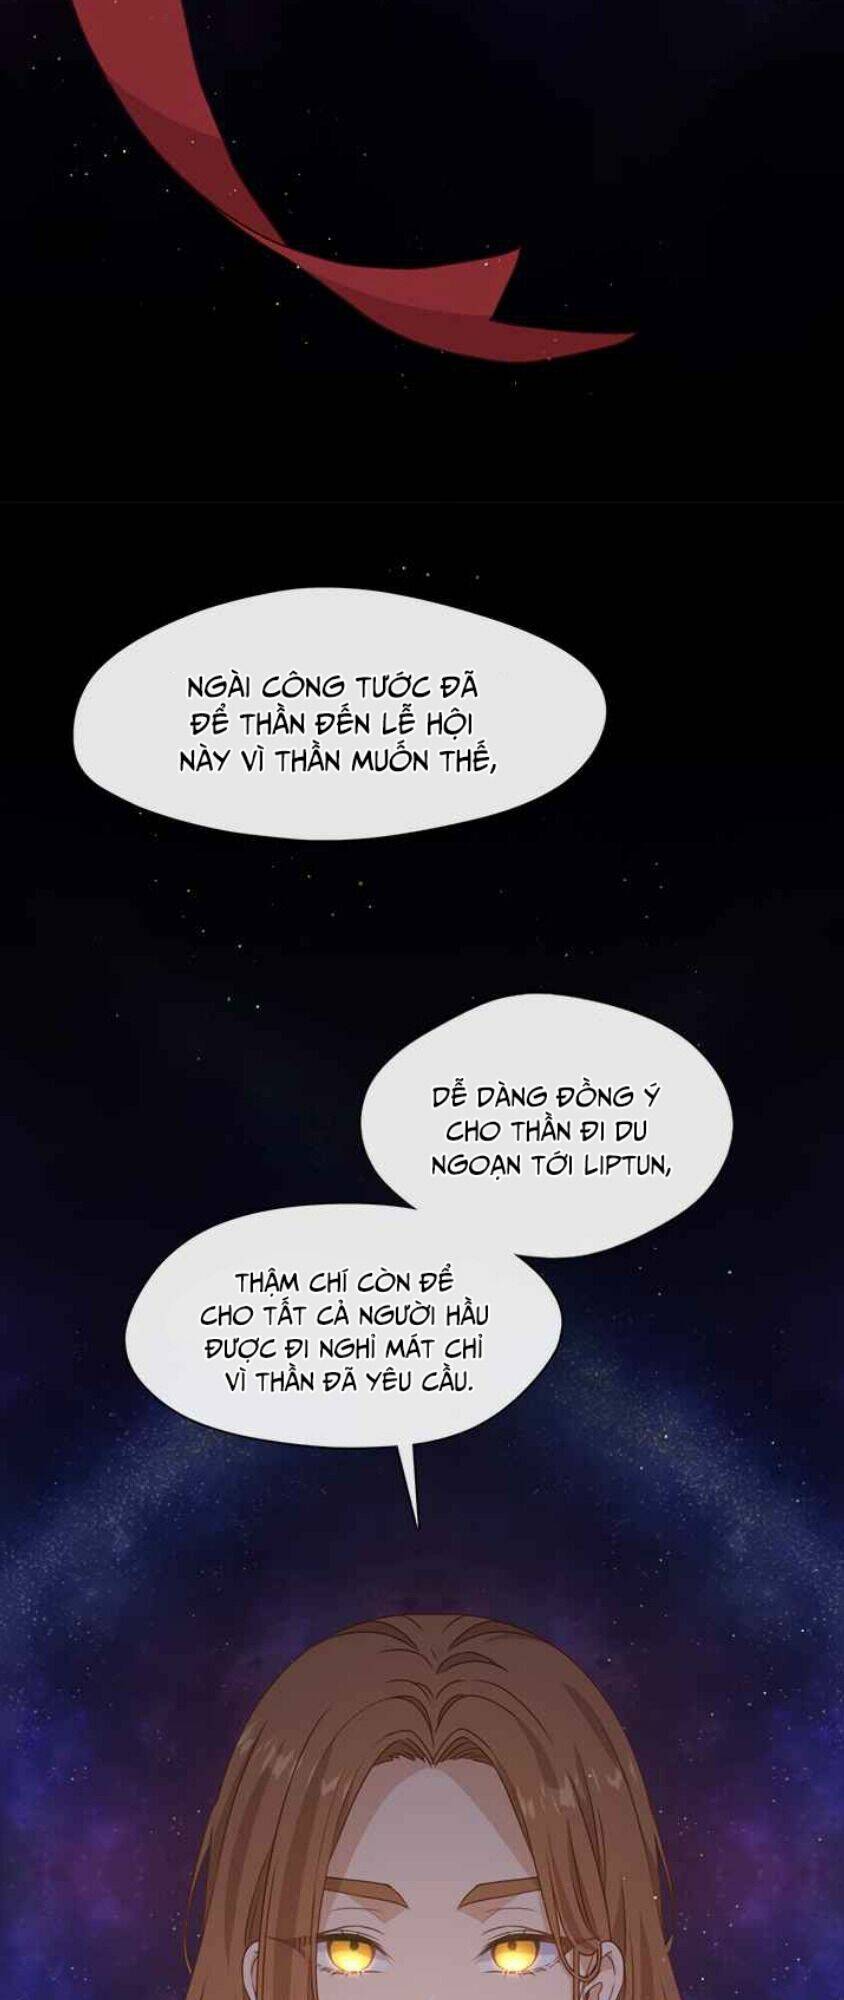 NGÀI CÔNG TƯỚC ĐÃ
ĐỂ THẦN ĐẾN LỄ HỘI
NÀY VÌ THẦN MUỐN THẾ,
DỄ DÀNG ĐỒNG Ý
CHO THẦN ĐI DU
NGOẠN TỚI LIPTUN,
THẬM CHÍ CÒN ĐỂ
CHO TẤT CẢ NGƯỜI HẦU
ĐƯỢC ĐI NGHỈ MÁT CHỈ
VÌ THẦN ĐÃ YÊU CẦU.